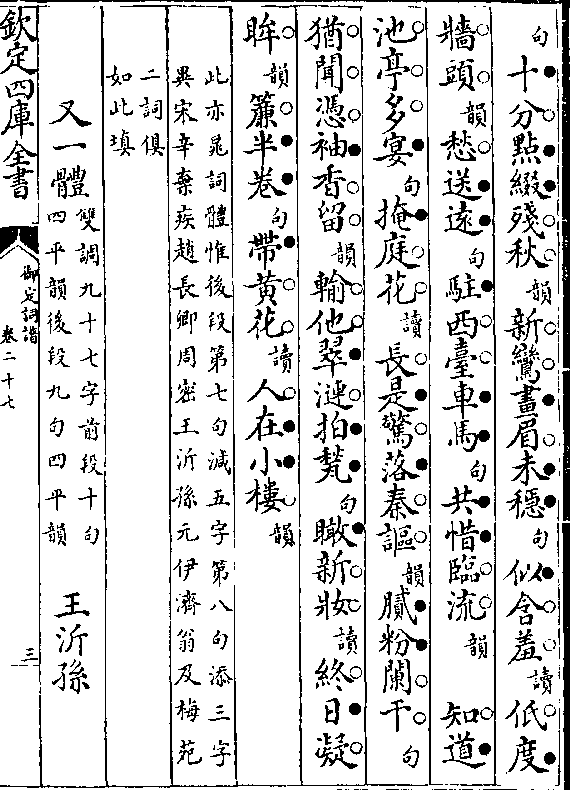 句十分點綴殘秋韻新鸞畫眉未穩句似含羞讀低度
牆頭韻愁送遠句駐西臺車馬句共惜臨流韻　知道
池亭多宴句掩庭花讀長是驚落秦謳韻膩粉闌干句
猶聞憑袖香留韻輸他翠漣拍甃句瞰新妝讀終日凝
眸韻簾半卷句帶黃花讀人在小樓韻
此亦晁詞體惟後段第七句減五字第八句添三字
異宋辛棄疾趙長卿周密王沂孫元伊濟翁及梅苑
二詞俱
如此填
又一體　雙調九十七字前段十句
四平韻後段九句四平韻　王沂孫
欽定四庫全書　御定詞譜
卷二十七　三